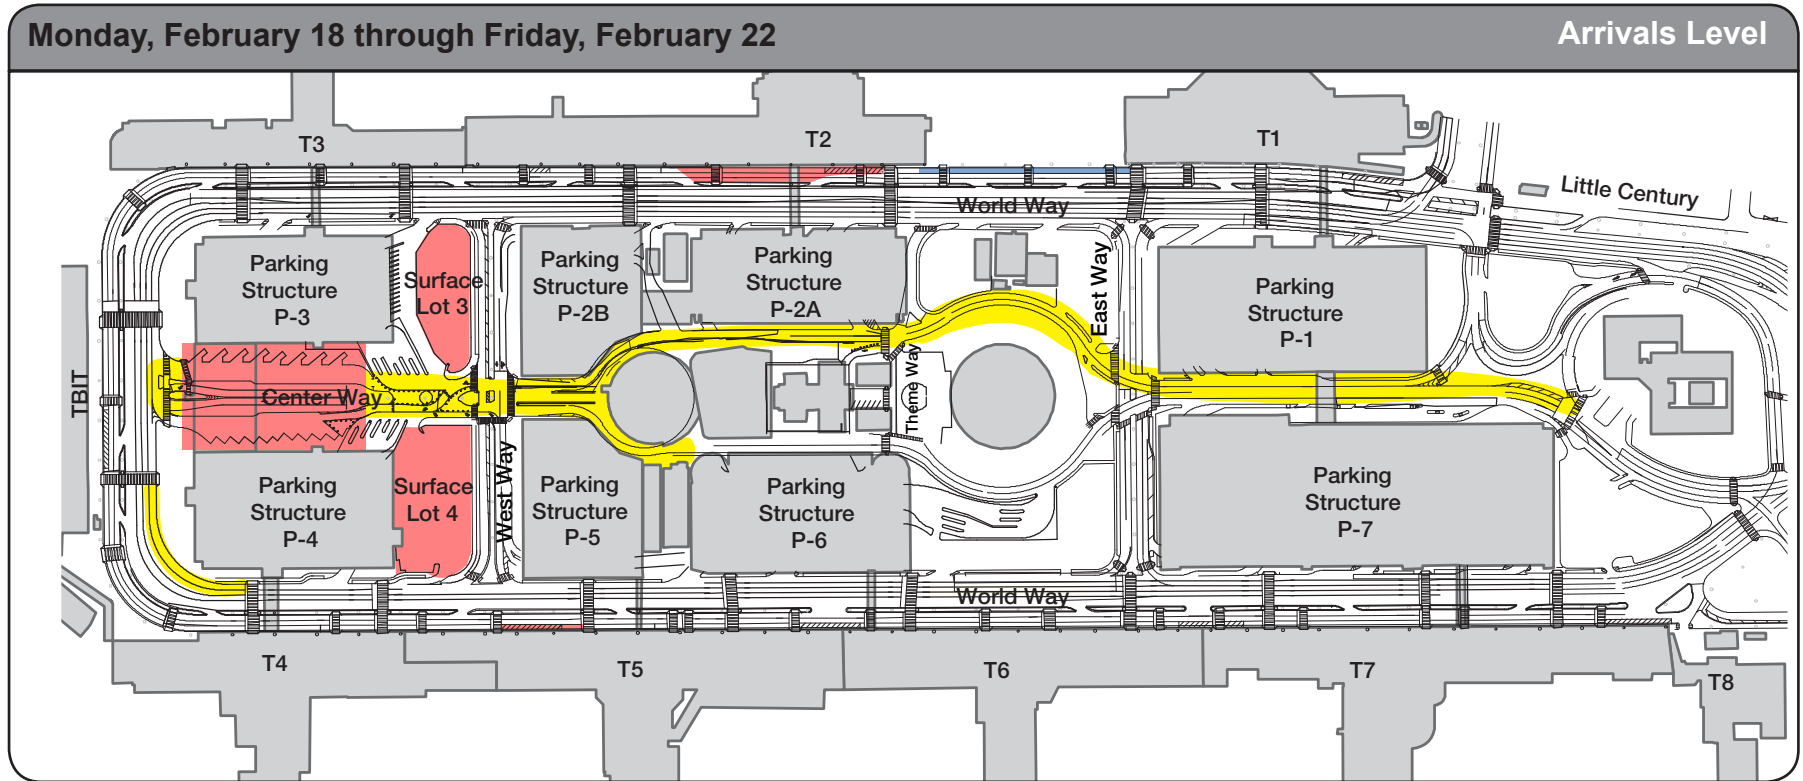 Monday, February 18 through Friday, February 22
Arrivals Level
T3
T2
T1
Little Century
World Way
Parking
Structure
P-3
Surface
Lot 3
Parking
Structure
P-2B
Parking
Structure
P-2A
East Way
Parking
Structure
P-1
TBIT
Center Way
Theme Way
Parking
Structure
P-4
Surface
Lot 4
West Way
Parking
Structure
P-5
Parking
Structure
P-6
Parking
Structure
P-7
World Way
T4
T5
T6
T7
T8